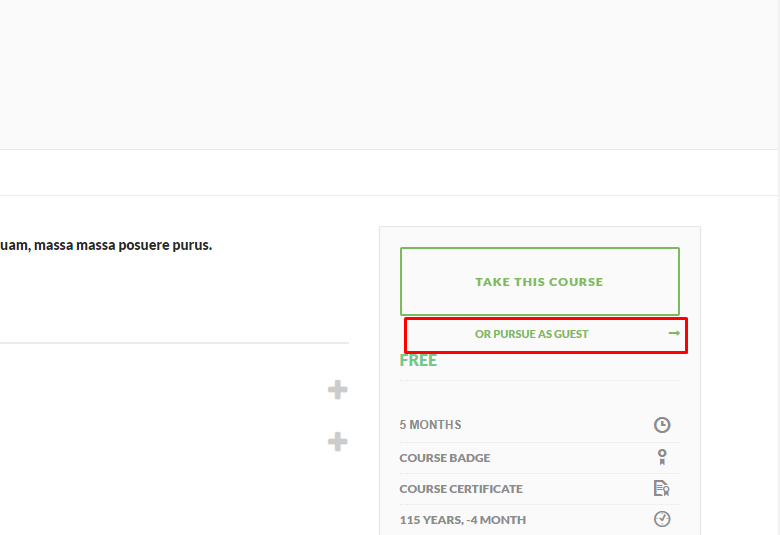 uam, massa massa posuere purus.
TAKE THIS COURSE
OR PURSUE AS GUEST
FREE
5 MONTHS
COURSE BADGE
COURSE CERTIFICATE
115 YEARS, -4 MONTH